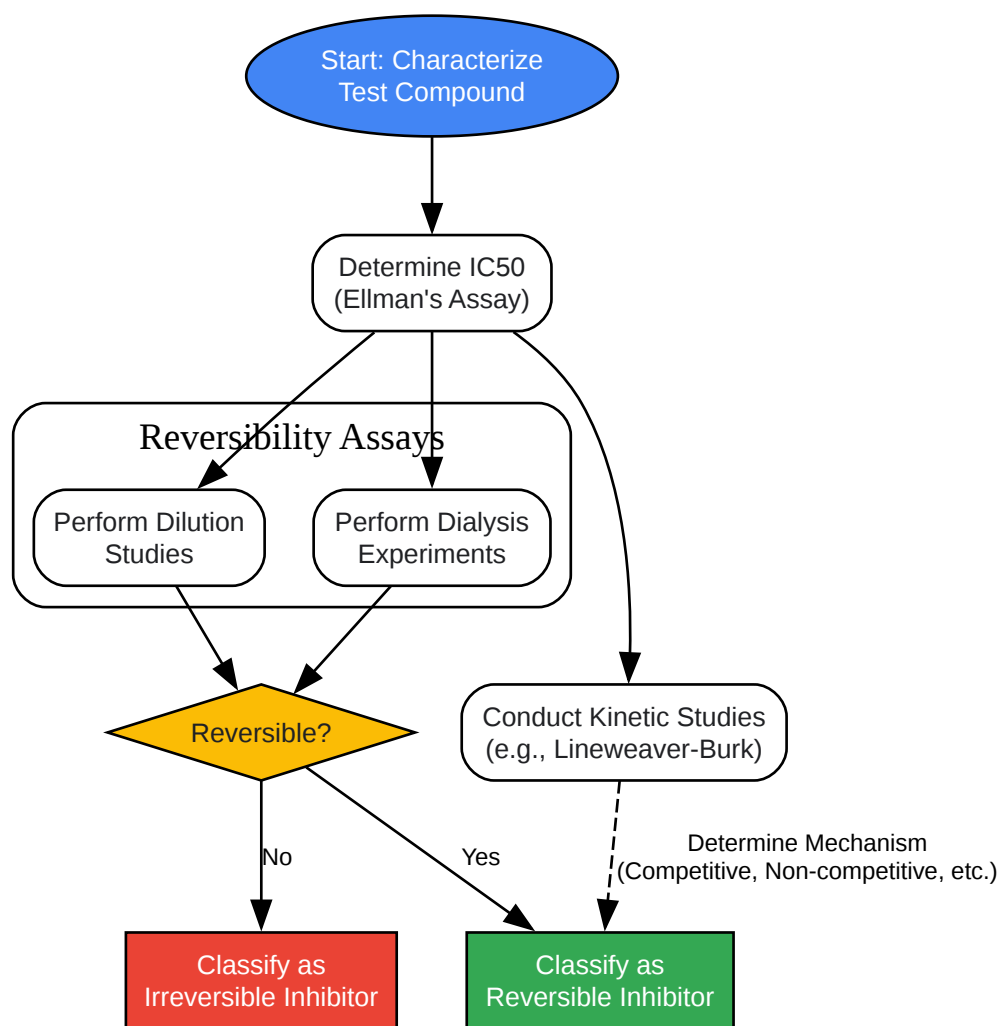 Start: Characterize
Test Compound
Determine IC50
(Ellman's Assay)
Reversibility Assays
Perform Dilution
Studies
Perform Dialysis
Experiments
Reversible?
Conduct Kinetic Studies
(e.g., Lineweaver-Burk)
No
Yes
Determine Mechanism
(Competitive, Non-competitive, etc.)
Classify as
Irreversible Inhibitor
Classify as
Reversible Inhibitor